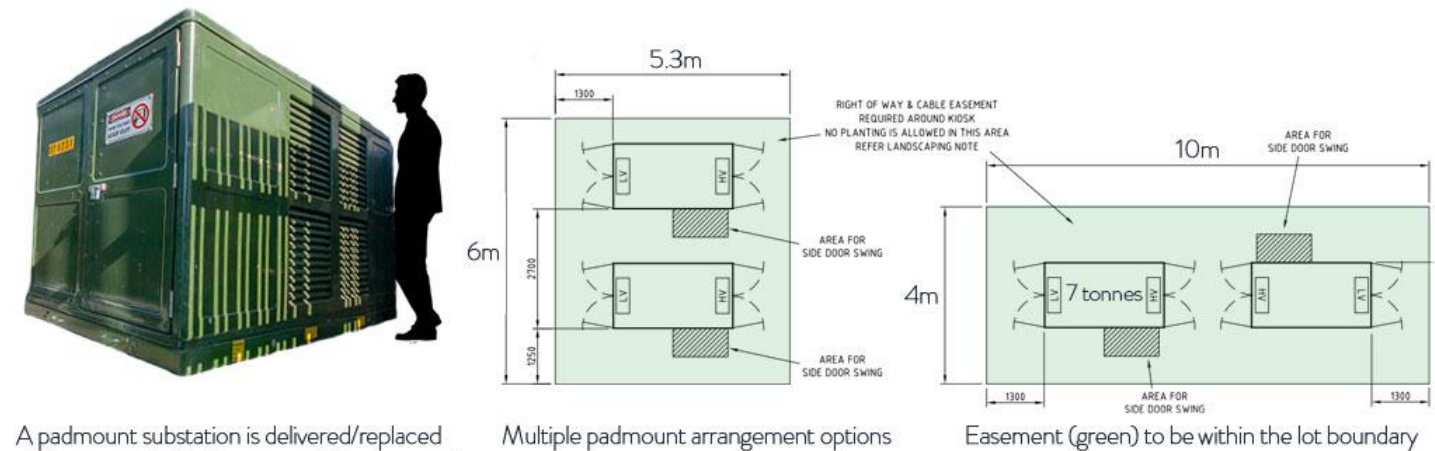 DANGER
5.3m
1300
6m
2700
1250
LV
HV
LV
HV
RIGHT OF WAY & CABLE EASEMENT
REQUIRED AROUND KIOSK
NO PLANTING IS ALLOWED IN THIS AREA
REFER LANDSCAPING NOTE
AREA FOR
SIDE DOOR SWING
AREA FOR
SIDE DOOR SWING
AREA FOR
SIDE DOOR SWING
10m
4m
LV
7 tonnes
HV
HV
LV
1300
AREA FOR
SIDE DOOR SWING
1300
A padmount substation is delivered/replaced
Multiple padmount arrangement options
Easement (green) to be within the lot boundary